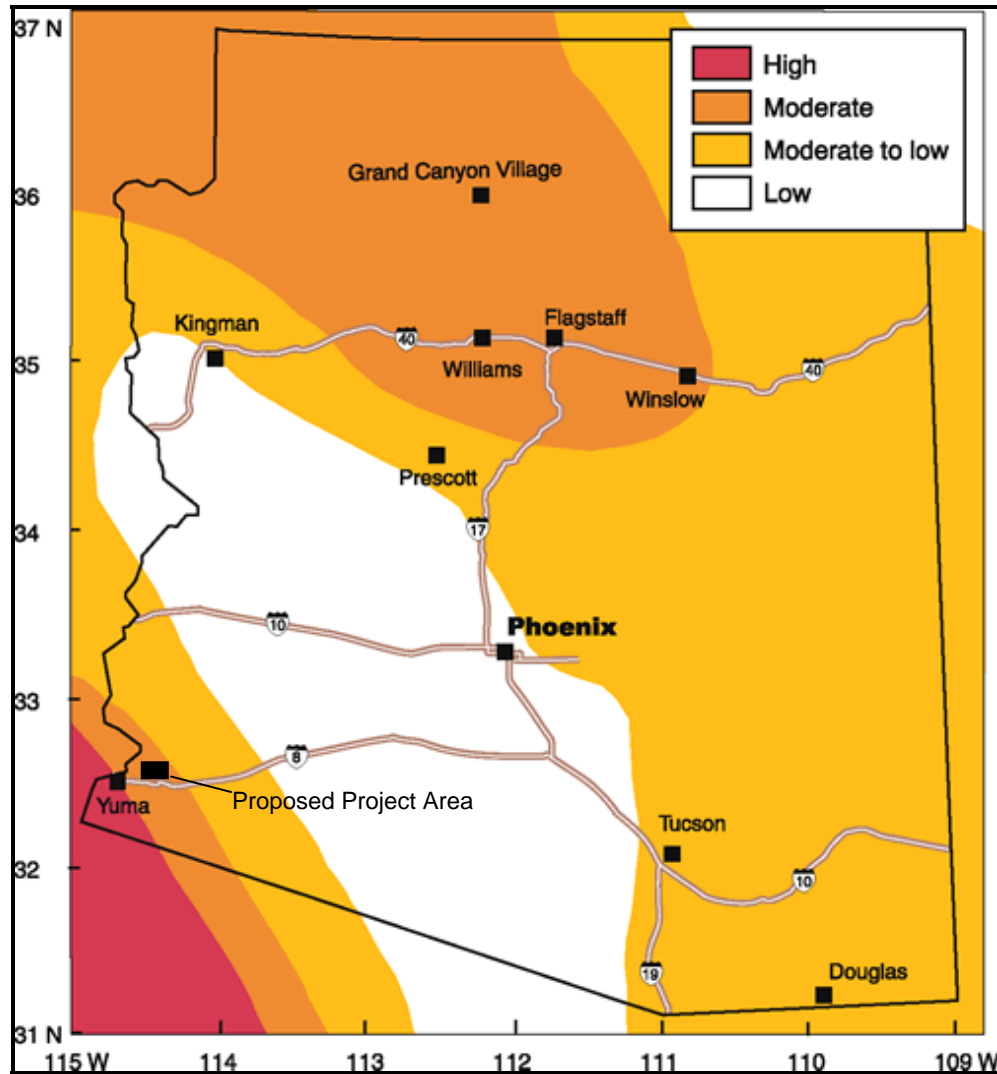 37 N
High
Moderate
Moderate to low
Low
36
Grand Canyon Village
Kingman
Flagstaff
40
35
Williams
40
Winslow
Prescott
34
17
10
Phoenix
33
8
Yuma
Proposed Project Area
Tucson
32
10
19
Douglas
31 N
115 W
114
113
112
111
110
109 W